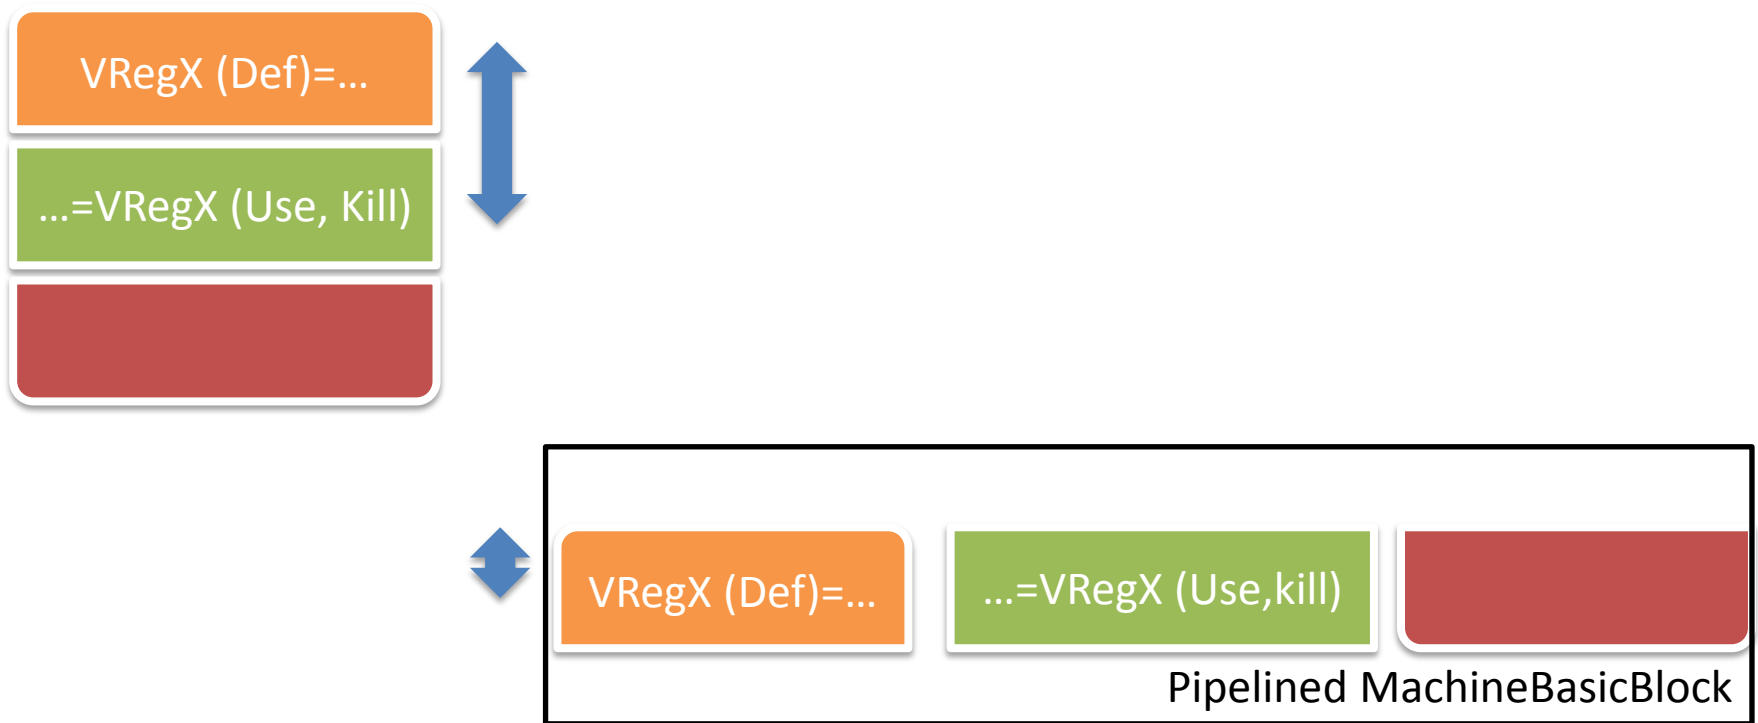 VRegX (Def)=...
...=VRegX (Use, Kill)
VRegX (Def)=...
...=VRegX (Use,kill)
Pipelined MachineBasicBlock